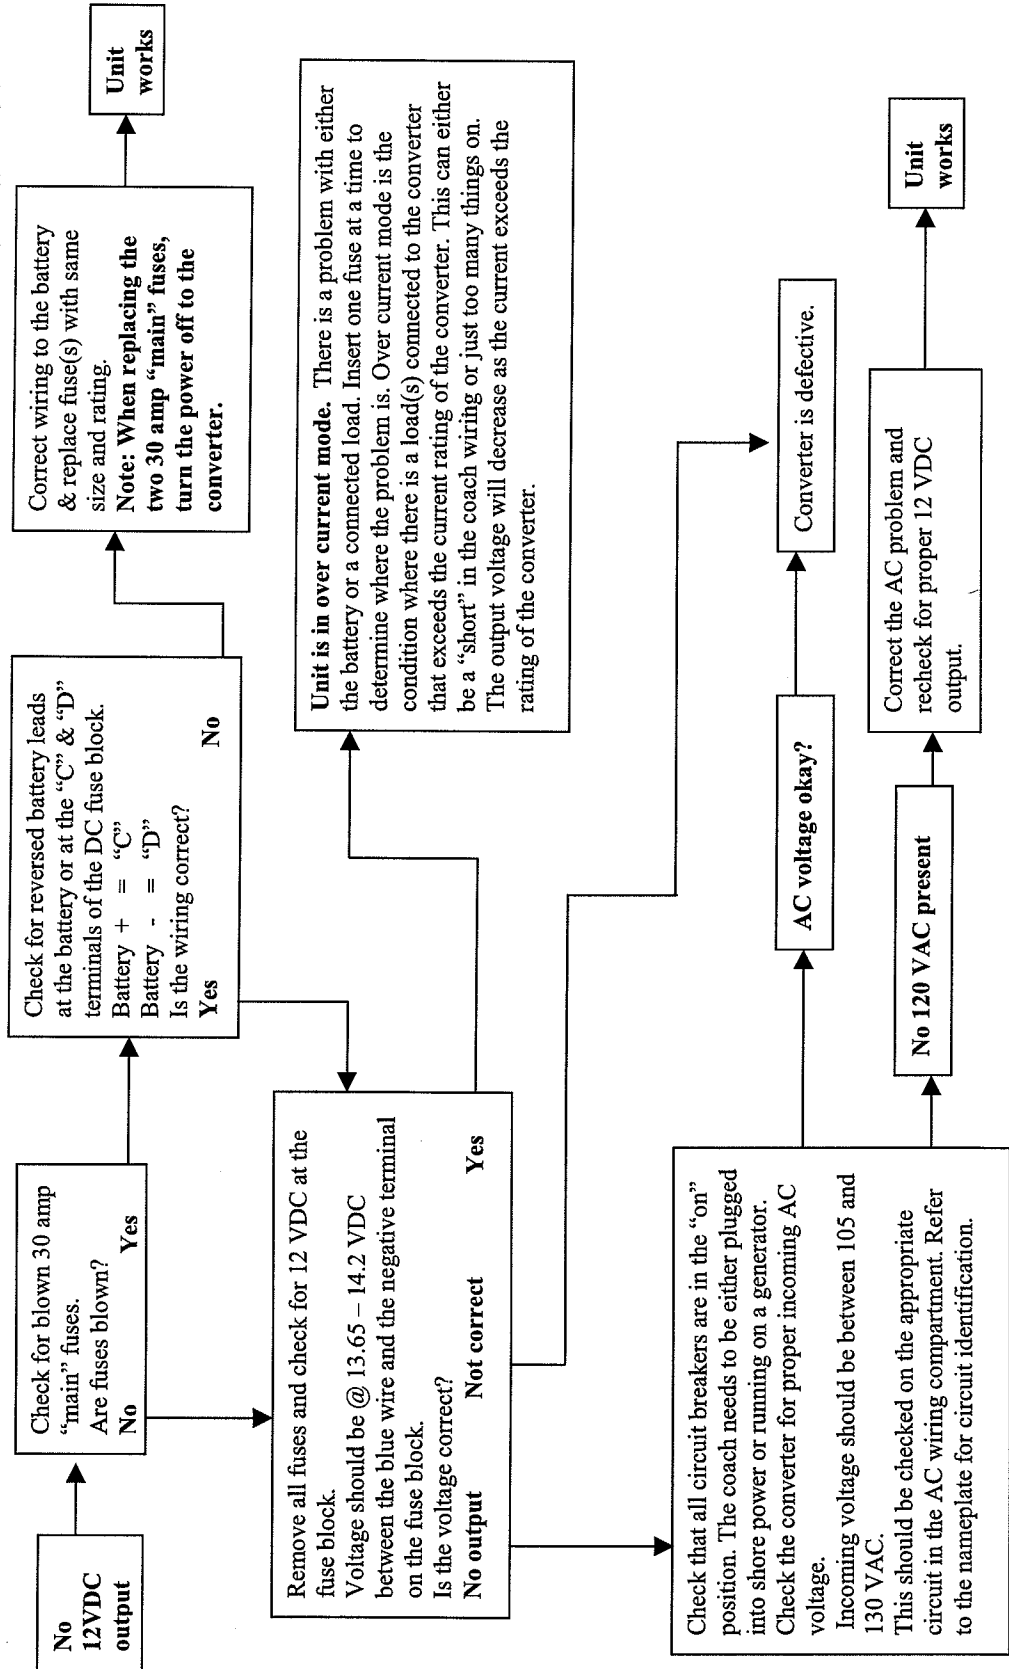 No
12VDC
output
Check for blown 30 amp
“main” fuses.
Are fuses blown?
No Yes
Check for reversed battery leads
at the battery or at the “C” & “D”
terminals of the DC fuse block.
Battery + = “C”
Battery - = “D”
Is the wiring correct?
Yes No
Correct wiring to the battery
& replace fuse(s) with same
size and rating.
Note: When replacing the
two 30 amp “main” fuses,
turn the power off to the
converter.
Unit
works
Remove all fuses and check for 12 VDC at the
fuse block.
Voltage should be @ 13.65 – 14.2 VDC
between the blue wire and the negative terminal
on the fuse block.
Is the voltage correct?
No output Not correct Yes
Unit is in over current mode. There is a problem with either
the battery or a connected load. Insert one fuse at a time to
determine where the problem is. Over current mode is the
condition where there is a load(s) connected to the converter
that exceeds the current rating of the converter. This can either
be a “short” in the coach wiring or just too many things on.
The output voltage will decrease as the current exceeds the
rating of the converter.
Check that all circuit breakers are in the “on”
position. The coach needs to be either plugged
into shore power or running on a generator.
Check the converter for proper incoming AC
voltage.
Incoming voltage should be between 105 and
130 VAC.
This should be checked on the appropriate
circuit in the AC wiring compartment. Refer
to the nameplate for circuit identification.
AC voltage okay?
Converter is defective.
No 120 VAC present
Correct the AC problem and
recheck for proper 12 VDC
output.
Unit
works